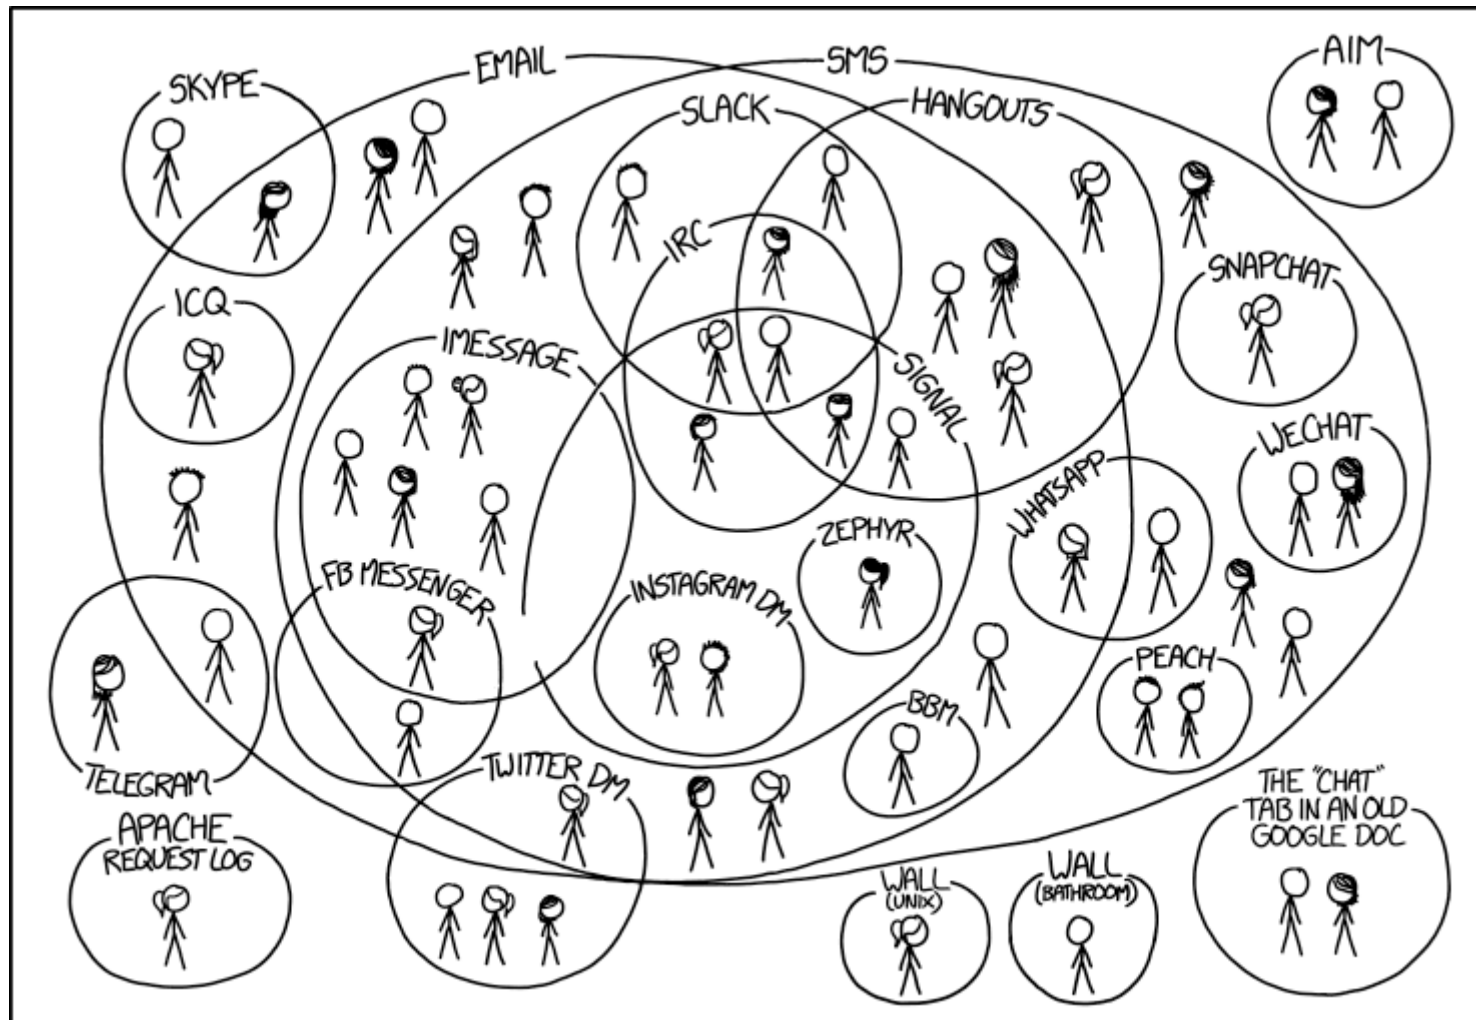 SKYPE
EMAIL
SMS
AIM
SLACK
HANGOUTS
IRC
SNAPCHAT
ICQ
IMESSAGE
SIGNAL
WECHAT
WHATSAPP
ZEPHYR
FB MESSENGER
INSTAGRAM DM
PEACH
BBM
TELEGRAM
TWITTER DM
THE "CHAT"
TAB IN AN OLD
GOOGLE DOC
APACHE
REQUEST LOG
WALL
(UNIX)
WALL
(BATHROOM)